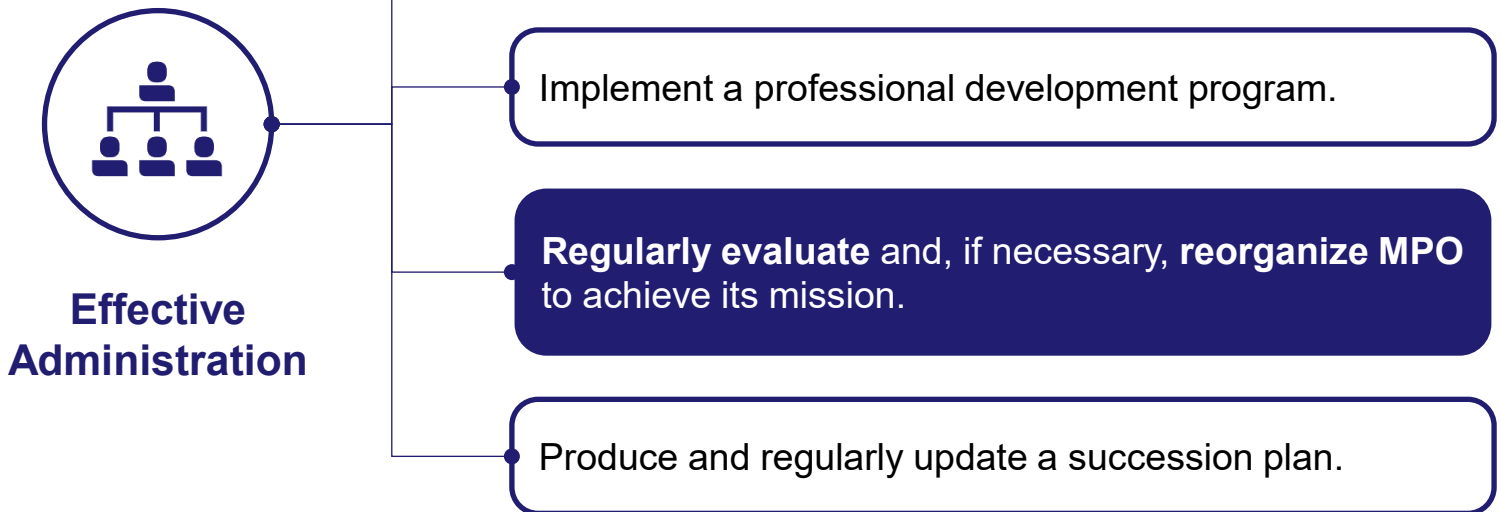 Effective
Administration
Implement a professional development program.
Regularly evaluate and, if necessary, reorganize MPO
to achieve its mission.
Produce and regularly update a succession plan.